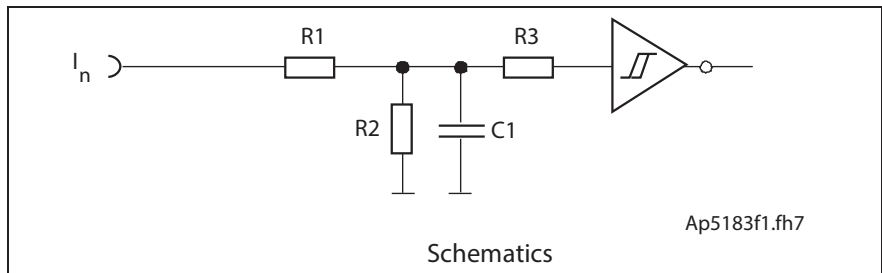 R1
R3
I
n
R2
C1
Ap5183f1.fh7
Schematics